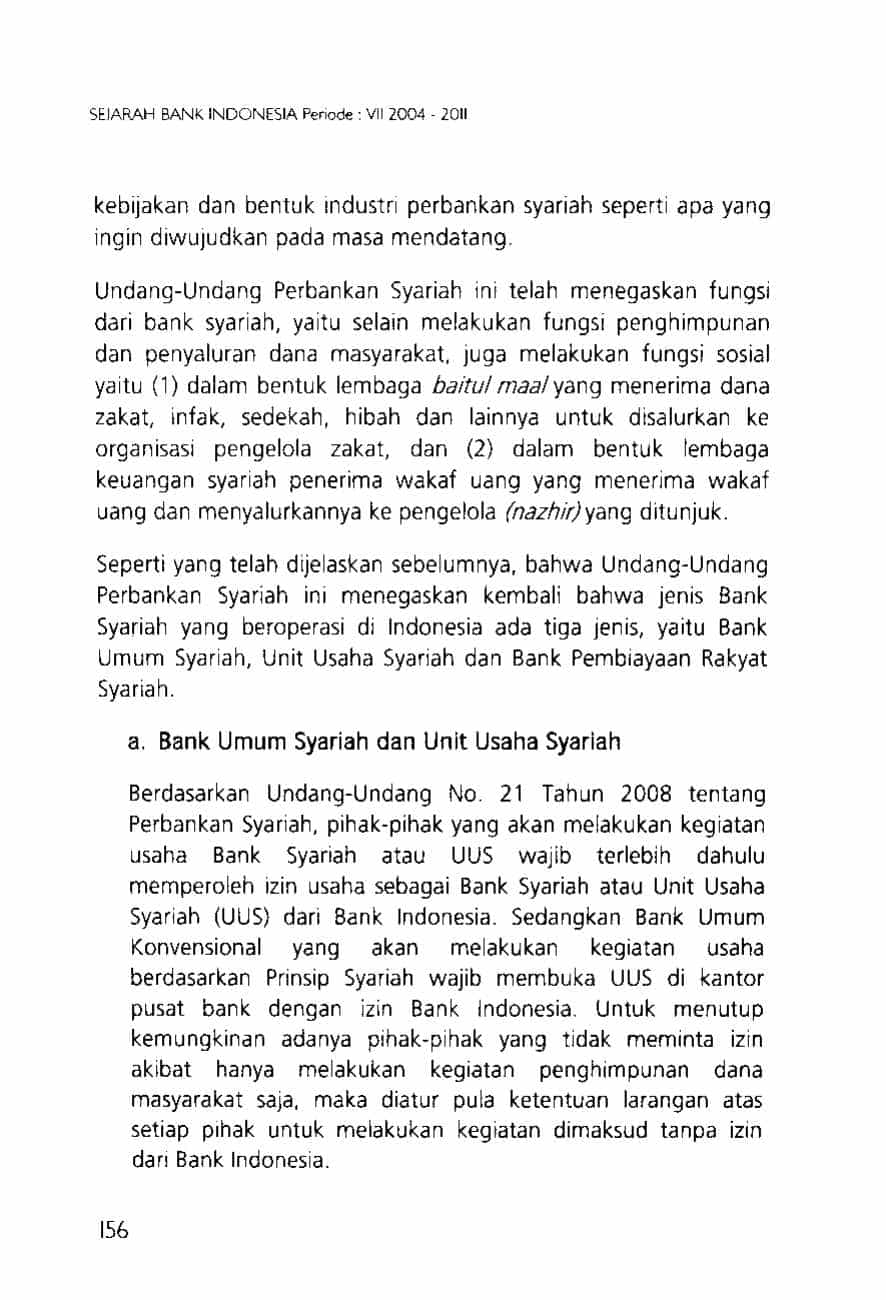 SEJARAH BANK INDONESIA Periode : VII 2004 - 2011
kebijakan dan bentuk industri perbankan syariah seperti apa yang
ingin diwujudkan pada masa mendatang.
Undang-Undang Perbankan Syariah ini telah menegaskan fungsi
dari bank syariah, yaitu selain melakukan fungsi penghimpunan
dan penyaluran dana masyarakat, juga melakukan fungsi sosial
yaitu (1) dalam bentuk lembaga baitul maal yang menerima dana
zakat, infak, sedekah, hibah dan lainnya untuk disalurkan ke
organisasi pengelola zakat, dan (2) dalam bentuk lembaga
keuangan syariah penerima wakaf uang yang menerima wakaf
uang dan menyalurkannya ke pengelola (nazhir) yang ditunjuk.
Seperti yang telah dijelaskan sebelumnya, bahwa Undang-Undang
Perbankan Syariah ini menegaskan kembali bahwa jenis Bank
Syariah yang beroperasi di Indonesia ada tiga jenis, yaitu Bank
Umum Syariah, Unit Usaha Syariah dan Bank Pembiayaan Rakyat
Syariah.
a. Bank Umum Syariah dan Unit Usaha Syariah
Berdasarkan Undang-Undang No. 21 Tahun 2008 tentang
Perbankan Syariah, pihak-pihak yang akan melakukan kegiatan
usaha Bank Syariah atau UUS wajib terlebih dahulu
memperoleh izin usaha sebagai Bank Syariah atau Unit Usaha
Syariah (UUS) dari Bank Indonesia. Sedangkan Bank Umum
Konvensional yang akan melakukan kegiatan usaha
berdasarkan Prinsip Syariah wajib membuka UUS di kantor
pusat bank dengan izin Bank Indonesia. Untuk menutup
kemungkinan adanya pihak-pihak yang tidak meminta izin
akibat hanya melakukan kegiatan penghimpunan dana
masyarakat saja, maka diatur pula ketentuan larangan atas
setiap pihak untuk melakukan kegiatan dimaksud tanpa izin
dari Bank Indonesia.
156